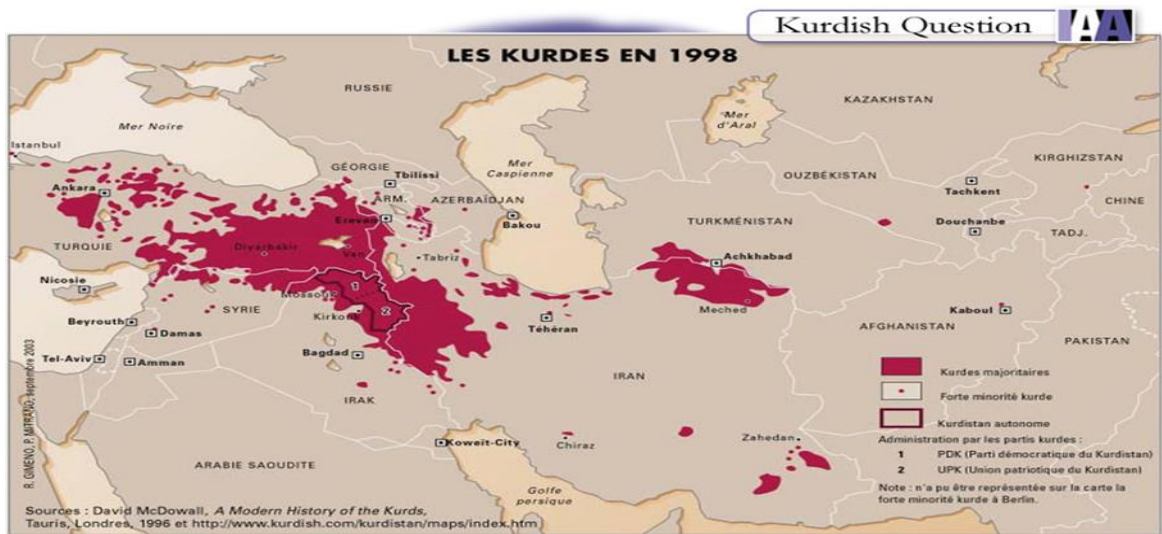 Kurdish Question IAA
LES KURDES EN 1998
RUSSIE
KAZAKHSTAN
Mer Noire
Mer
d'Aral
Istanbul
GÉORGIE
Tbilissi
Mer
Caspienne
KIRGHIZSTAN
OUZBÉKISTAN
Ankara
ARM.
AZERBAÏDJAN
Tachkent
CHINE
Erevan
Bakou
TURKMÉNISTAN
Douchanbe
TADJ.
TURQUIE
Diyarbakir
Van
Tabriz
Achkhabad
Nicosie
1
Mossoul
SYRIE
Kirkouk
2
Meched
Kaboul
Beyrouth
Damas
Téhéran
AFGHANISTAN
PAKISTAN
Tel-Aviv
Amman
Bagdad
IRAN
IRAK
Koweït-City
Chiraz
Zahedan
ARABIE SAOUDITE
Golfe
persique
Kurdes majoritaires
Forte minorité kurde
Kurdistan autonome
Administration par les partis kurdes :
1 PDK (Parti démocratique du Kurdistan)
2 UPK (Union patriotique du Kurdistan)
Note : n'a pu être représentée sur la carte la
forte minorité kurde à Berlin.
R. GIMENO, P. MITRANO, septembre 2003
Sources : David McDowall, A Modern History of the Kurds,
Tauris, Londres, 1996 et http://www.kurdish.com/kurdistan/maps/index.htm